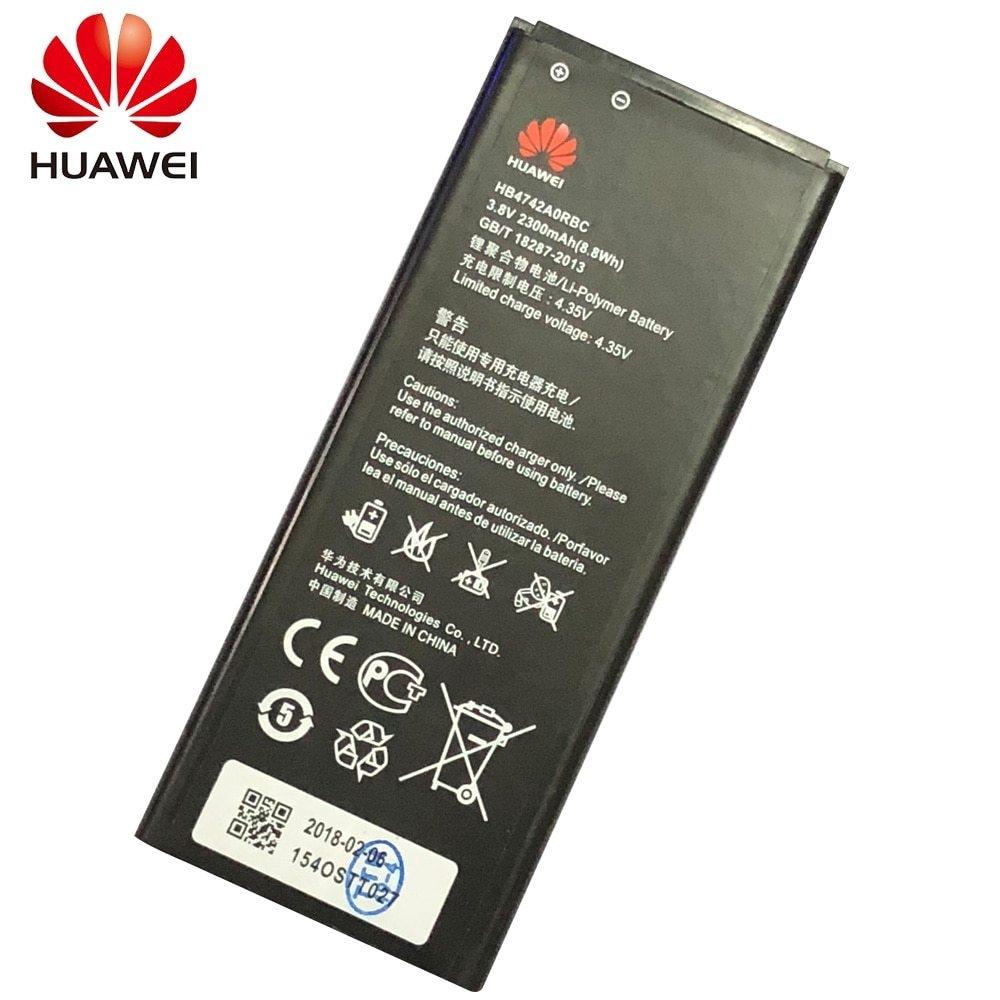 HUAWEI
HUAWEI
HB4742A0RBC
3.8V 2300mAh(8.8Wh)
GB/T 18287-2013
锂聚合物电池/Li-Polymer Battery
充电限制电压: 4.35V
Limited charge voltage: 4.35V
警告
只能使用专用充电器充电/
请按照说明书指示使用电池.
Cautions:
Use the authorized charger only. /Please
refer to manual before using battery.
Precauciones:
Use sólo el cargador autorizado. /Porfavor
lea el manual antes de utilizar la bateria.
华为技术有限公司
Huawei Technologies Co., LTD.
中国制造 MADE IN CHINA
CE PCT
5
2018-02-06
154OSTT027